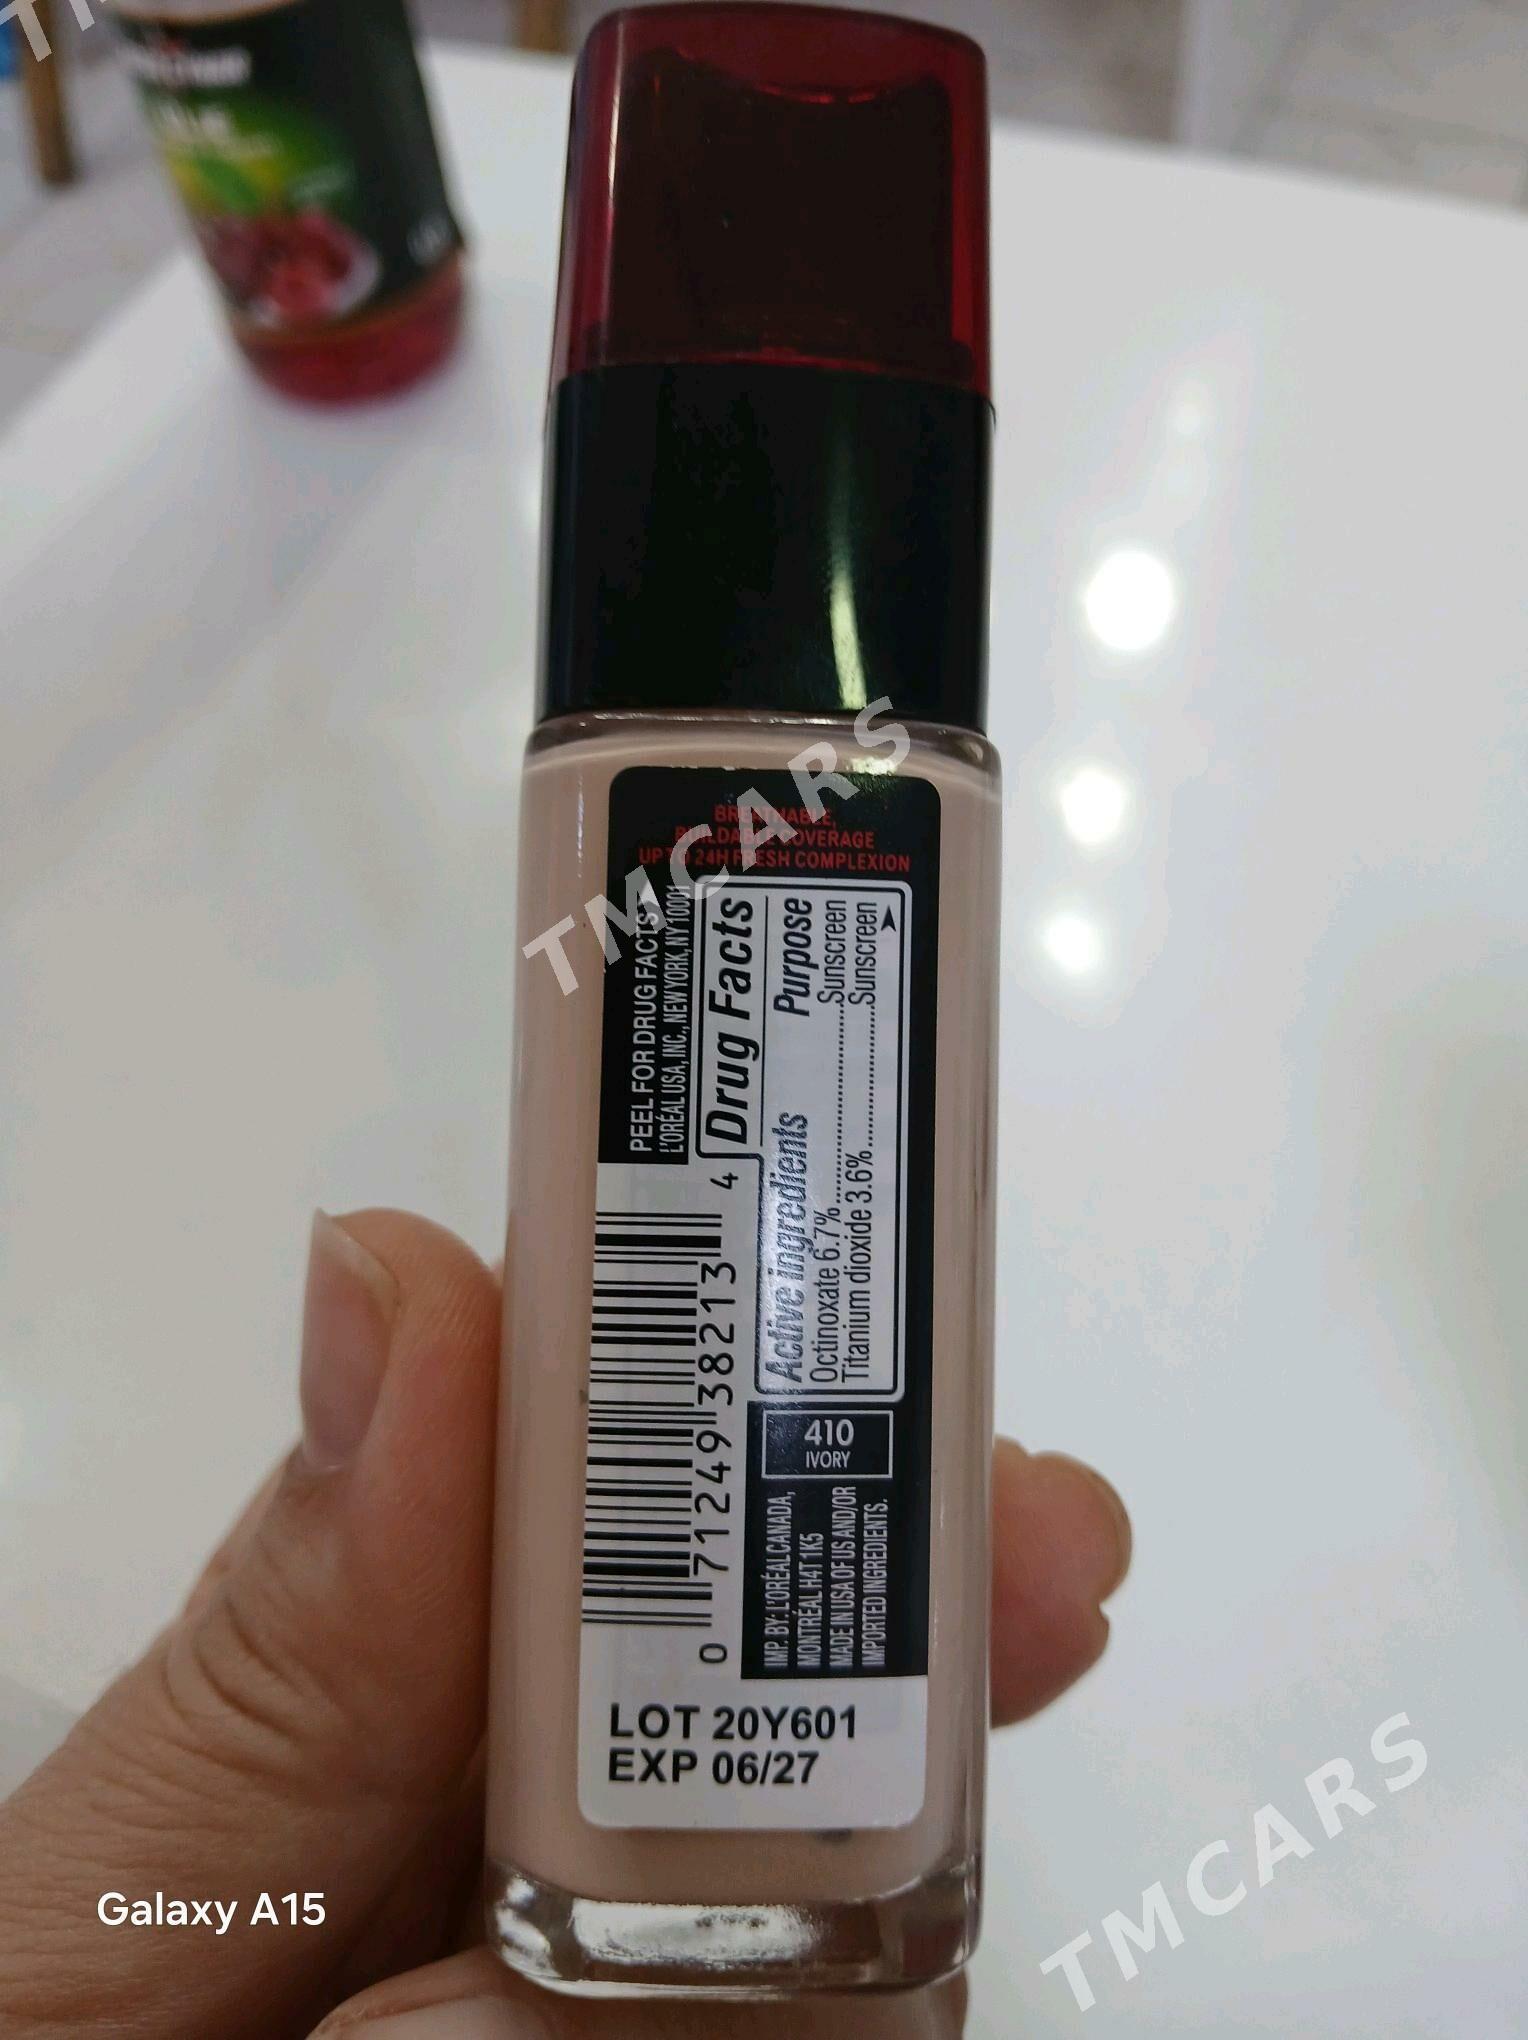 BREATHABLE,
BUILDABLE COVERAGE
UP TO 24H FRESH COMPLEXION
PEEL FOR DRUG FACTS
L'ORÉAL USA, INC., NEW YORK, NY 10001
Drug Facts
Active ingredients Purpose
Octinoxate 6.7%..........Sunscreen
Titanium dioxide 3.6%..........Sunscreen
0 71249 38213 4
410
IVORY
IMP. BY: L'ORÉAL CANADA,
MONTRÉAL H4T 1K5
MADE IN USA OF US AND/OR
IMPORTED INGREDIENTS.
LOT 20Y601
EXP 06/27
Galaxy A15
TMCARS
TMCARS